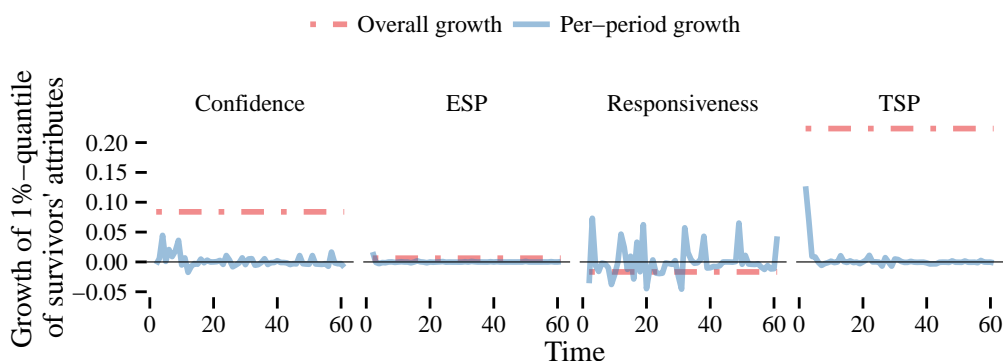 Overall growth Per−period growth
Growth of 1%−quantile
of survivors' attributes
Confidence ESP Responsiveness TSP
0.20
0.15
0.10
0.05
0.00
−0.05
0 20 40 60 0 20 40 60 0 20 40 60 0 20 40 60
Time